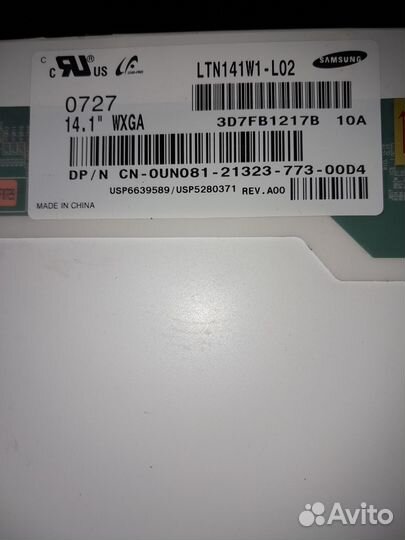 C
C US
LTN141W1-L02
SAMSUNG
0727
14.1" WXGA
3D7FB1217B 10A
DP/N CN-0UN081-21323-773-00D4
USP6639589/USP5280371 REV.A00
MADE IN CHINA
Avito